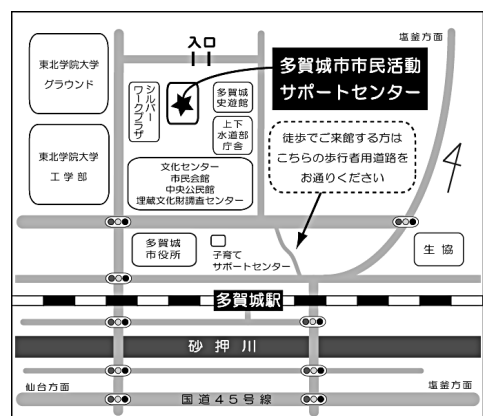 塩釜方面
入口
東北学院大学
グラウンド
シルバー
ワークプラザ
多賀城
史遊館
多賀城市市民活動
サポートセンター
上下
水道部
庁舎
東北学院大学
工学部
文化センター
市民会館
中央公民館
埋蔵文化財調査センター
徒歩でご来館する方は
こちらの歩行者用道路を
お通りください
多賀城
市役所
子育て
サポートセンター
生協
多賀城駅
砂押川
仙台方面
国道45号線
塩釜方面